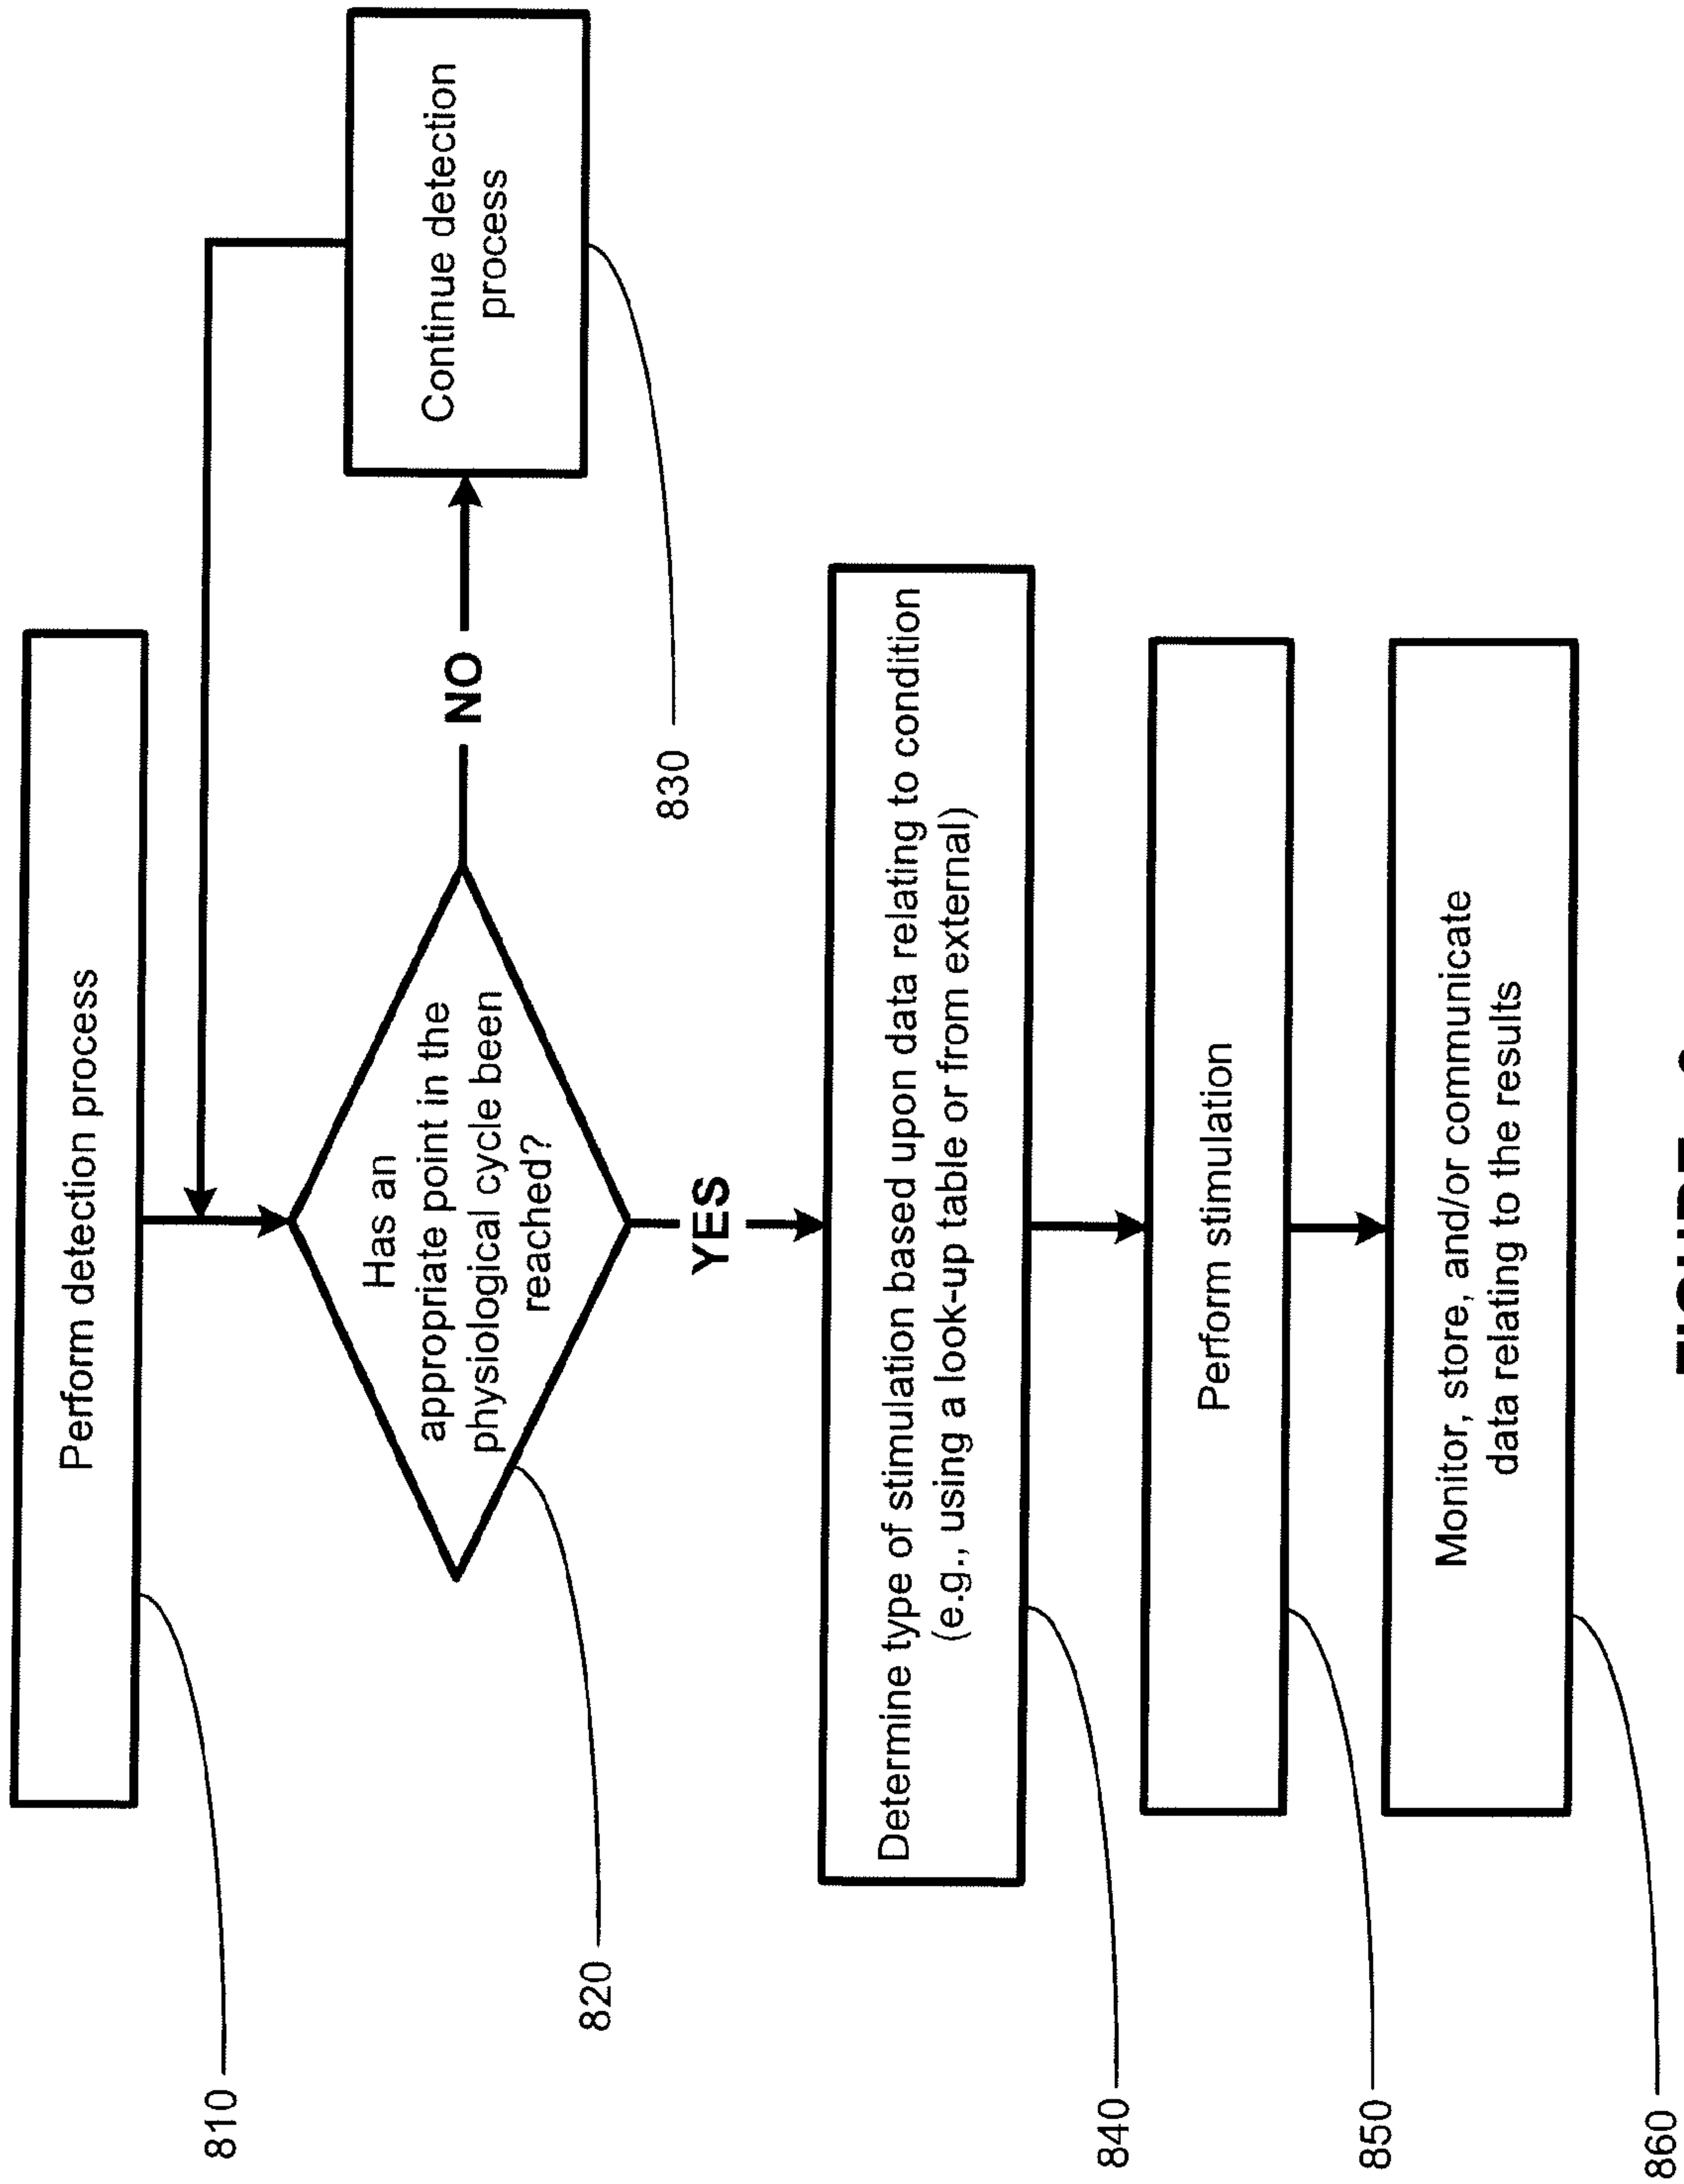 Perform detection process
810
Has an
appropriate point in the
physiological cycle been
reached?
820
NO
Continue detection
process
830
YES
Determine type of stimulation based upon data relating to condition
(e.g., using a look-up table or from external)
840
Perform stimulation
850
Monitor, store, and/or communicate
data relating to the results
860